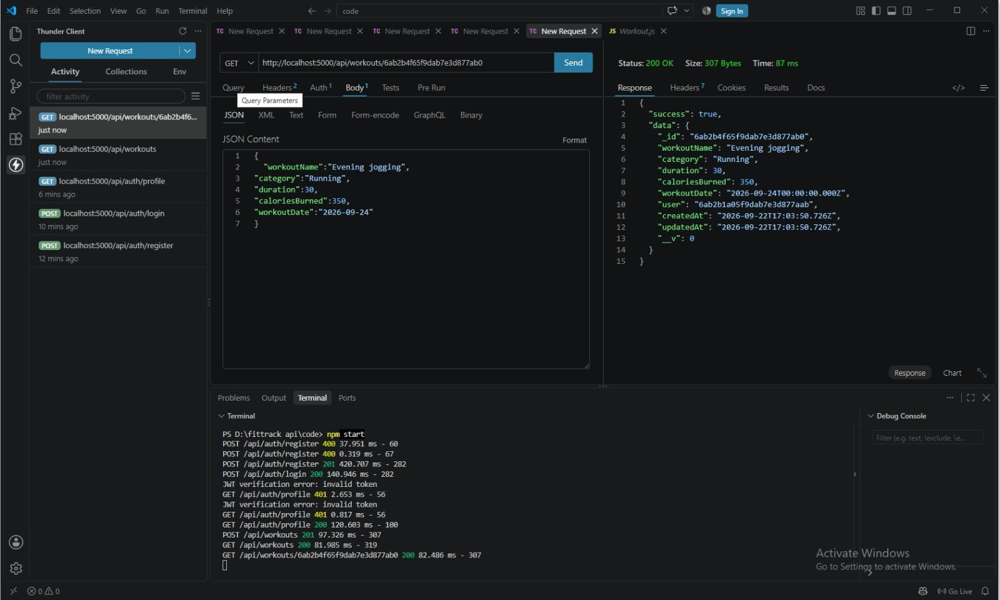 File Edit Selection View Go Run Terminal Help
code
Sign In
Thunder Client
New Request
Activity Collections Env
filter activity
GET localhost:5000/api/workouts/6ab2b4f6...
just now
GET localhost:5000/api/workouts
just now
GET localhost:5000/api/auth/profile
6 mins ago
POST localhost:5000/api/auth/login
10 mins ago
POST localhost:5000/api/auth/register
12 mins ago
TC New Request TC New Request TC New Request TC New Request TC New Request JS Workout.js
GET http://localhost:5000/api/workouts/6ab2b4f65f9dab7e3d877ab0 Send
Query Headers 2 Auth 1 Body 1 Tests Pre Run
Query Parameters
JSON XML Text Form Form-encode GraphQL Binary
JSON Content Format
1 {
2 "workoutName":"Evening jogging",
3 "category":"Running",
4 "duration":30,
5 "caloriesBurned":350,
6 "workoutDate":"2026-09-24"
7 }
Status: 200 OK Size: 307 Bytes Time: 87 ms
Response Headers 7 Cookies Results Docs </>
1 {
2 "success": true,
3 "data": {
4 "_id": "6ab2b4f65f9dab7e3d877ab0",
5 "workoutName": "Evening jogging",
6 "category": "Running",
7 "duration": 30,
8 "caloriesBurned": 350,
9 "workoutDate": "2026-09-24T00:00:00.000Z",
10 "user": "6ab2b1a05f9dab7e3d877aab",
11 "createdAt": "2026-09-22T17:03:50.726Z",
12 "updatedAt": "2026-09-22T17:03:50.726Z",
13 "__v": 0
14 }
15 }
Response Chart
Problems Output Terminal Ports
Terminal
PS D:\fittrack api\code> npm start
POST /api/auth/register 400 37.951 ms - 60
POST /api/auth/register 400 0.319 ms - 67
POST /api/auth/register 201 420.707 ms - 282
POST /api/auth/login 200 140.946 ms - 282
JWT verification error: invalid token
GET /api/auth/profile 401 2.653 ms - 56
JWT verification error: invalid token
GET /api/auth/profile 401 0.817 ms - 56
GET /api/auth/profile 200 120.603 ms - 100
POST /api/workouts 201 97.326 ms - 307
GET /api/workouts 200 81.985 ms - 319
GET /api/workouts/6ab2b4f65f9dab7e3d877ab0 200 82.486 ms - 307
Debug Console
Filter (e.g. text, !exclude, \e...
Activate Windows
Go to Settings to activate Windows.
0 0
Go Live